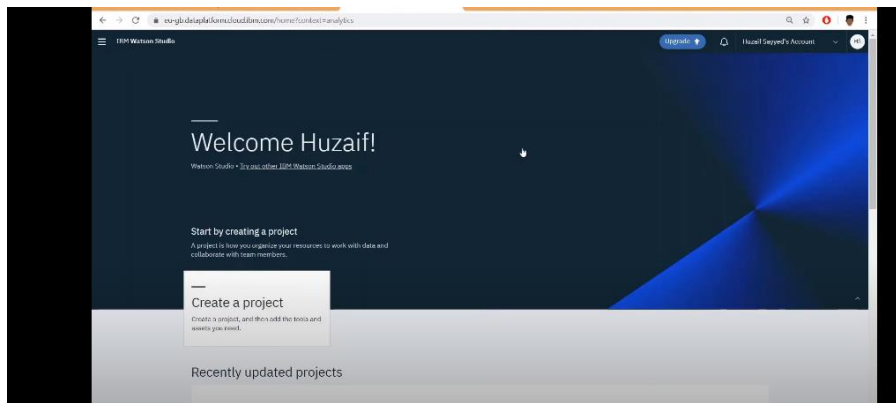 eu-gb.dataplatform.cloud.ibm.com/home?context=analytics
IBM Watson Studio
Upgrade
Huzaif Sayyed's Account
HS
Welcome Huzaif!
Watson Studio • Try out other IBM Watson Studio apps
Start by creating a project
A project is how you organize your resources to work with data and
collaborate with team members.
Create a project
Create a project, and then add the tools and
assets you need.
Recently updated projects